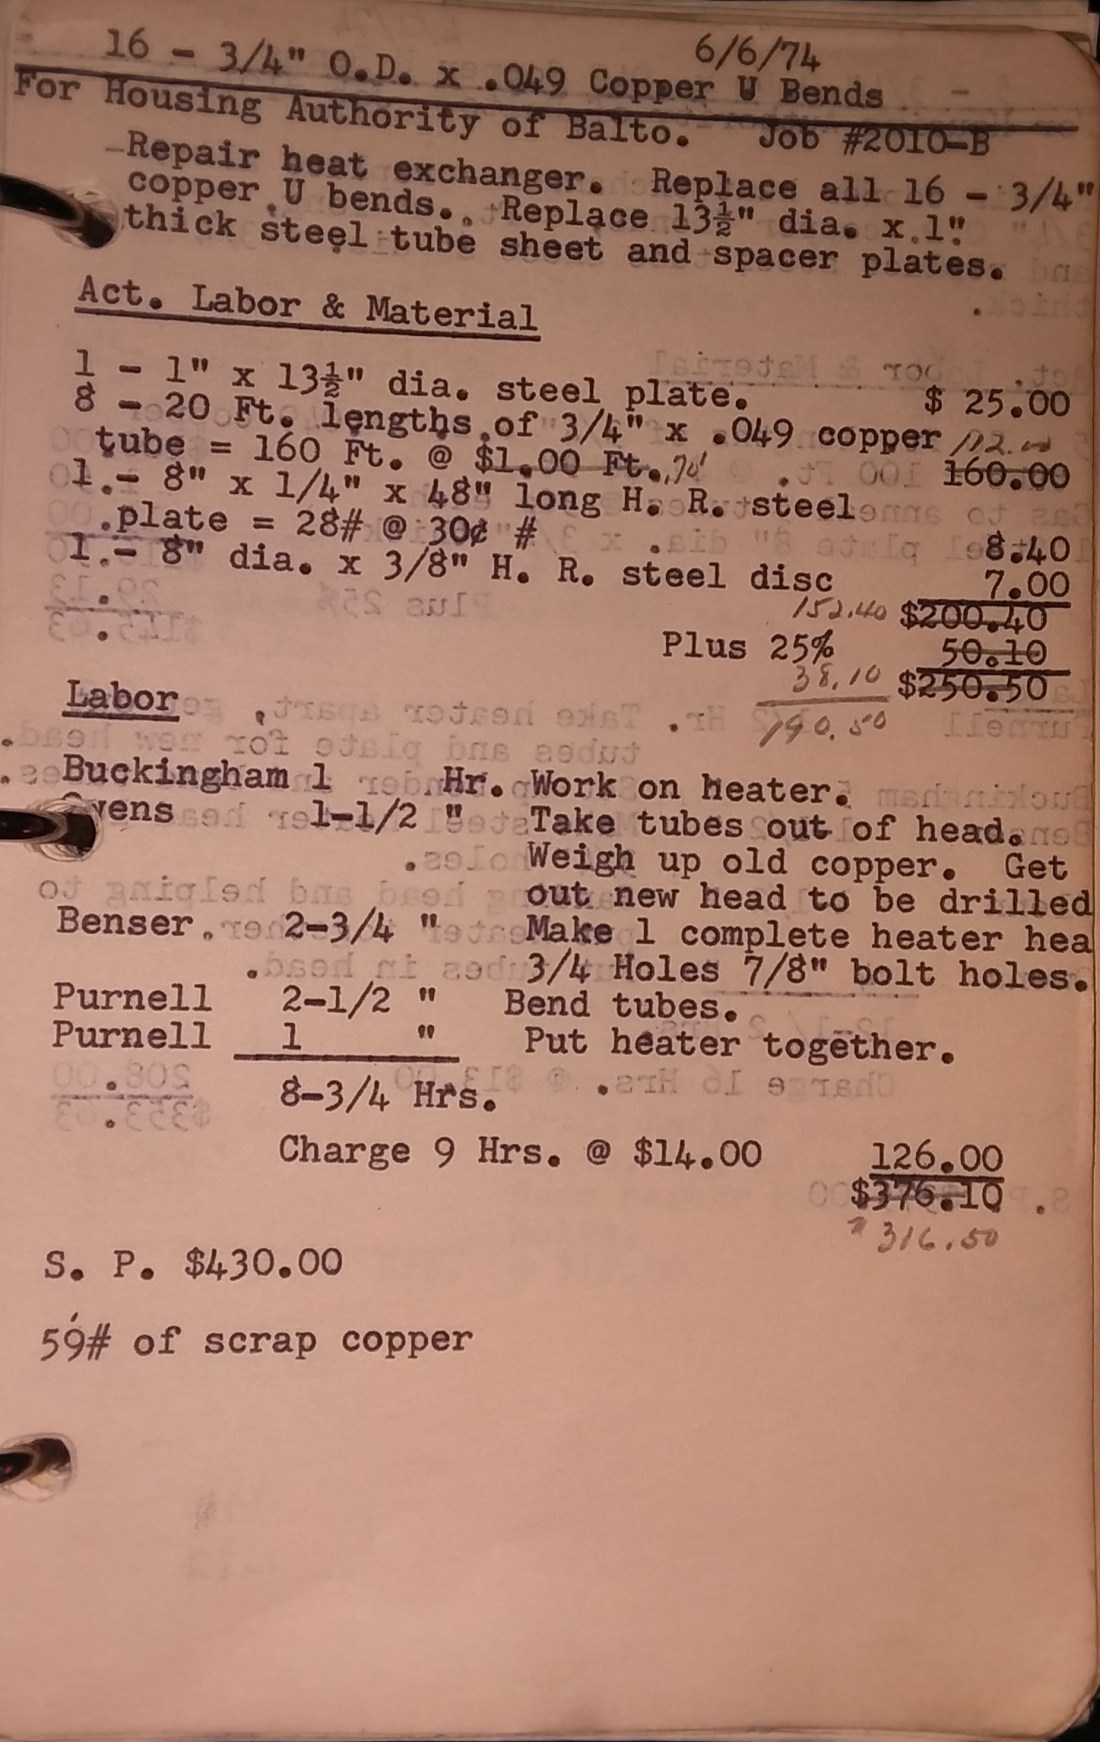 6/6/74
16 - 3/4" O.D. x .049 Copper U Bends
For Housing Authority of Balto. Job #2010-B
Repair heat exchanger. Replace all 16 - 3/4"
copper U bends. Replace 13½" dia. x 1"
thick steel tube sheet and spacer plates.
Act. Labor & Material
1 - 1" x 13½" dia. steel plate. $ 25.00
8 - 20 Ft. lengths of 3/4" x .049 copper 112.00
tube = 160 Ft. @ $1.00 Ft. .70 160.00
1 - 8" x 1/4" x 48" long H. R. steel
plate = 28# @ 30¢ # 8.40
1 - 8" dia. x 3/8" H. R. steel disc 7.00
152.40 $200.40
Plus 25% 50.10
38.10 $250.50
190.50
Labor
Buckingham 1 Hr. Work on heater.
Owens 1-1/2 " Take tubes out of head.
Weigh up old copper. Get
out new head to be drilled
Benser 2-3/4 " Make 1 complete heater hea
3/4 Holes 7/8" bolt holes.
Purnell 2-1/2 " Bend tubes.
Purnell 1 " Put heater together.
8-3/4 Hrs.
Charge 9 Hrs. @ $14.00 126.00
$376.10
316.50
S. P. $430.00
59# of scrap copper